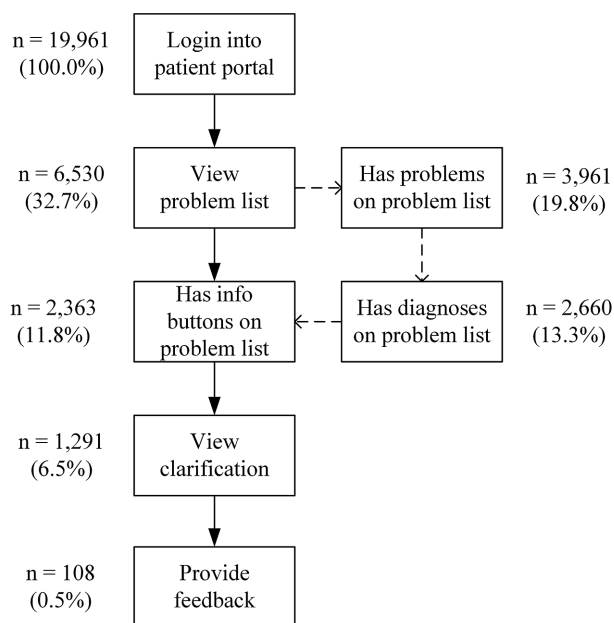 n = 19,961
(100.0%)
Login into
patient portal
n = 6,530
(32.7%)
View
problem list
Has problems
on problem list
n = 3,961
(19.8%)
n = 2,363
(11.8%)
Has info
buttons on
problem list
Has diagnoses
on problem list
n = 2,660
(13.3%)
n = 1,291
(6.5%)
View
clarification
n = 108
(0.5%)
Provide
feedback